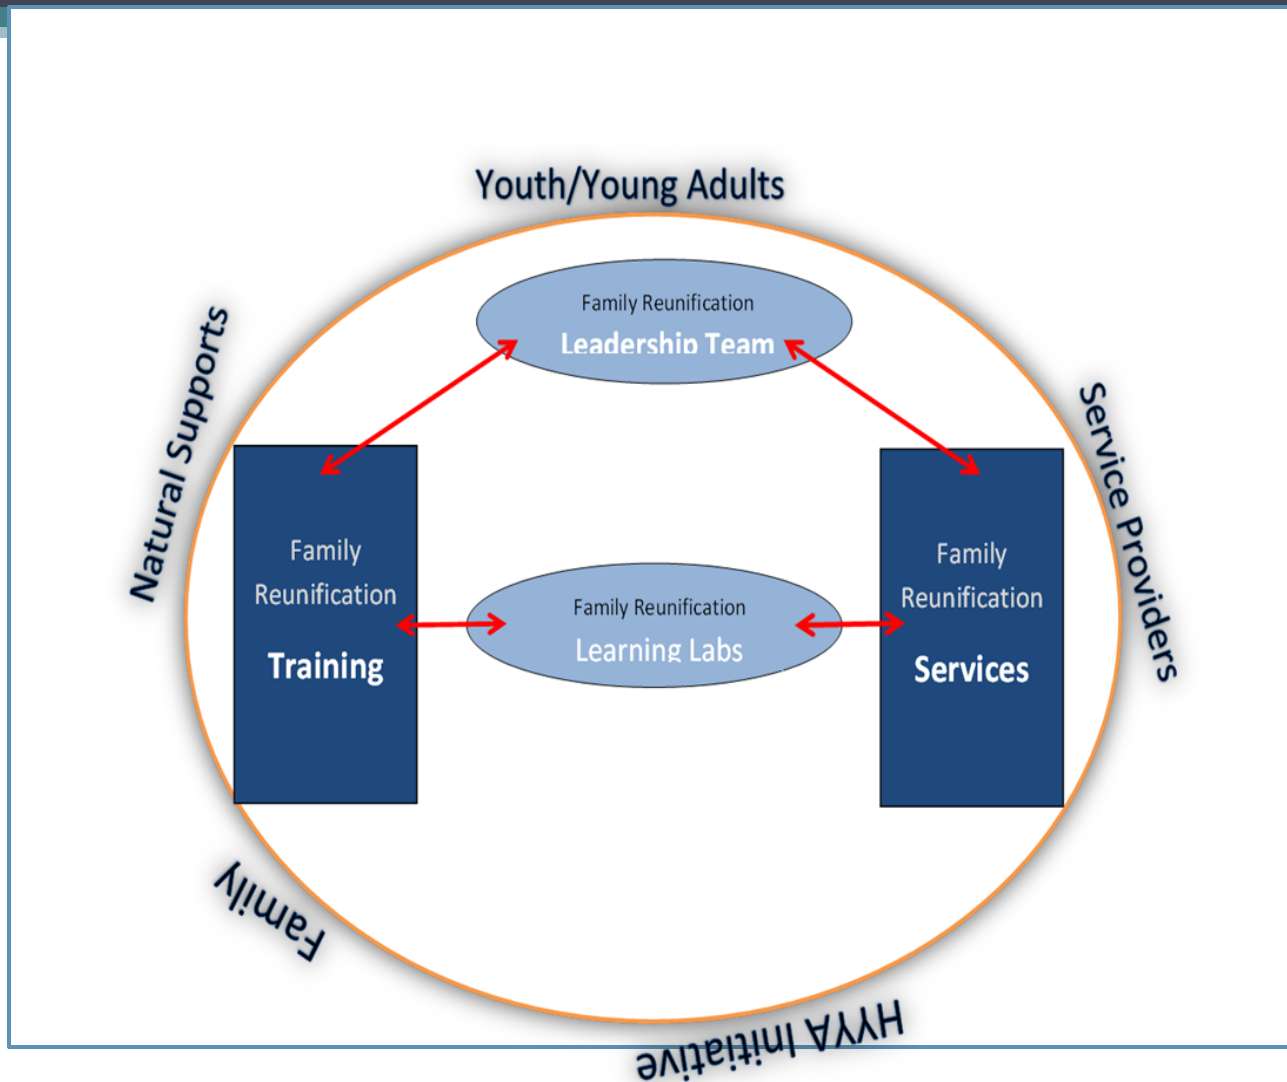 Youth/Young Adults
Natural Supports
Service Providers
Family Reunification
Leadership Team
Family
Reunification
Training
Family Reunification
Learning Labs
Family
Reunification
Services
Family
HYYA Initiative